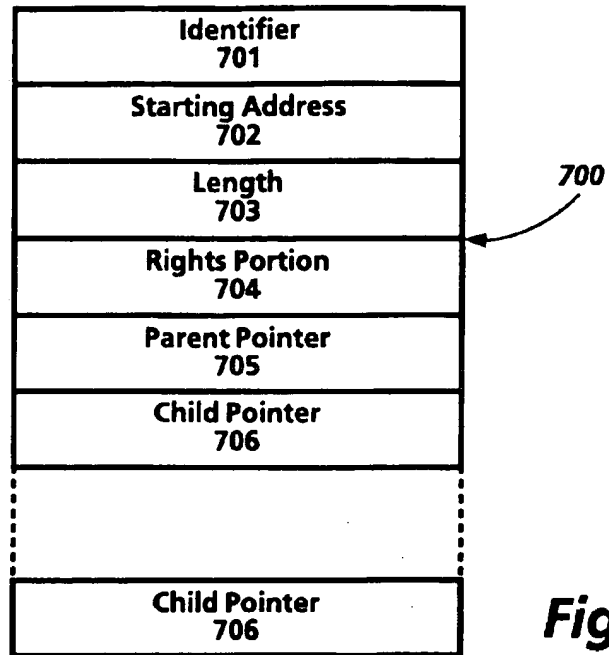 Identifier
701
Starting Address
702
Length
703
700
Rights Portion
704
Parent Pointer
705
Child Pointer
706
Child Pointer
706
Fig